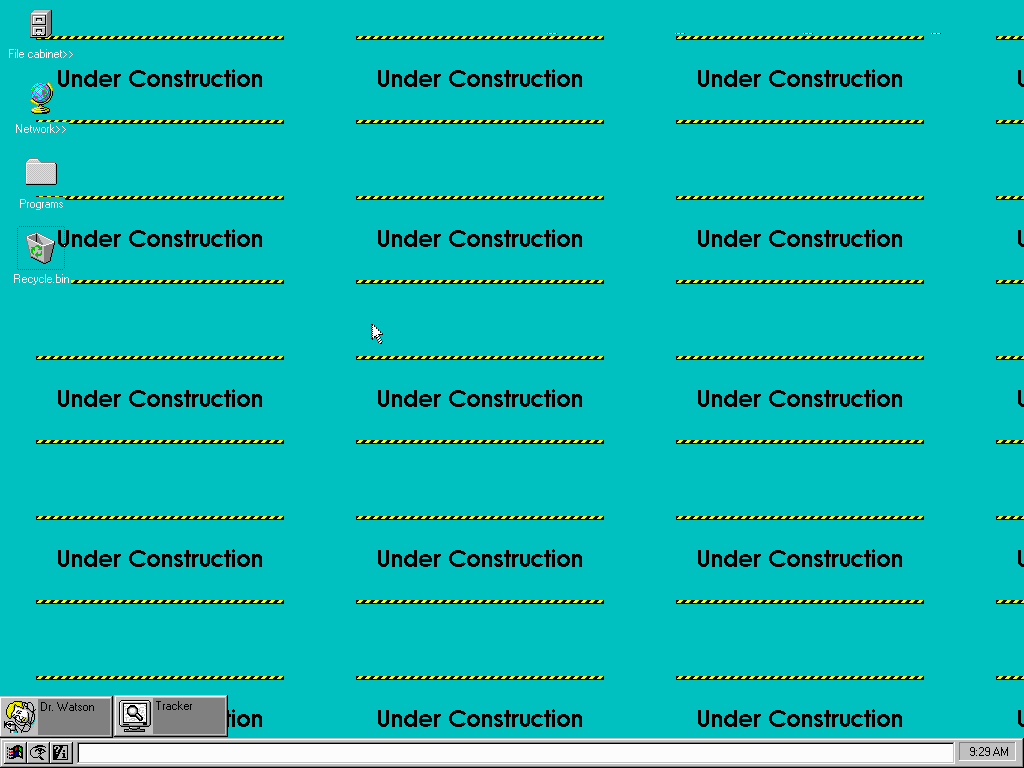 File cabinet>>
Under Construction Under Construction Under Construction
Network>>
Programs
Under Construction Under Construction Under Construction
Recycle.bin
Under Construction Under Construction Under Construction
Under Construction Under Construction Under Construction
Dr. Watson Tracker
tion Under Construction Under Construction
9:29 AM